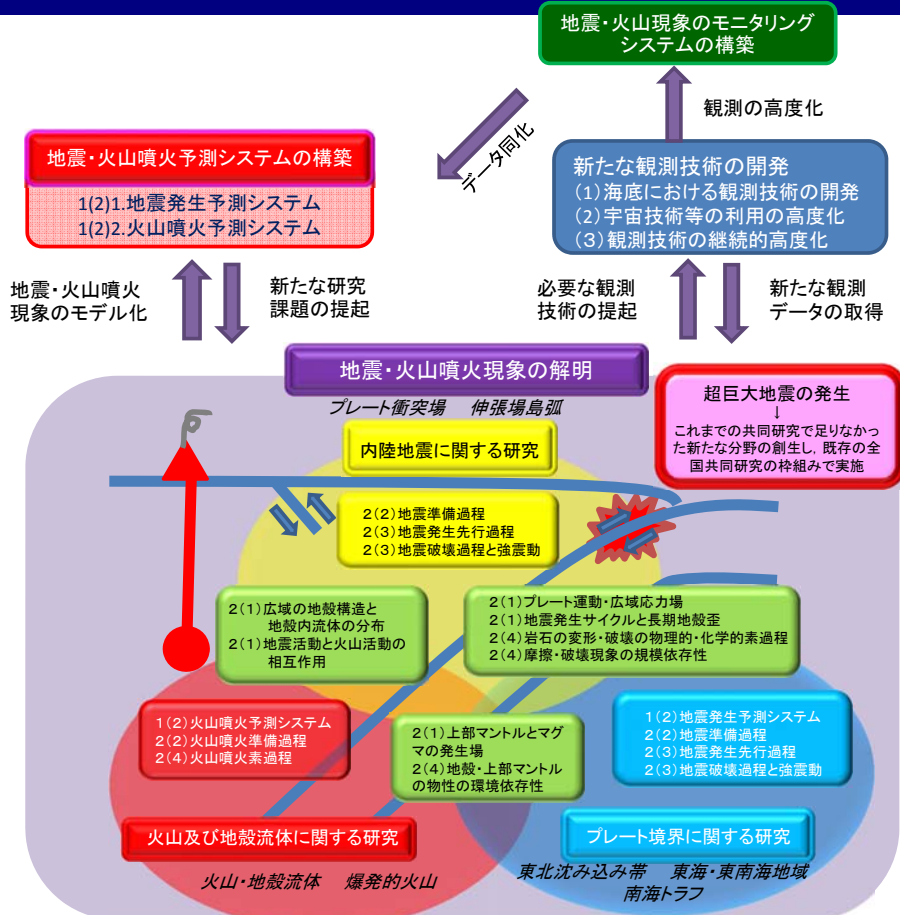 地震・火山現象のモニタリング
システムの構築
観測の高度化
データ同化
地震・火山噴火予測システムの構築
1(2)1.地震発生予測システム
1(2)2.火山噴火予測システム
新たな観測技術の開発
(1)海底における観測技術の開発
(2)宇宙技術等の利用の高度化
(3)観測技術の継続的高度化
地震・火山噴火
現象のモデル化
新たな研究
課題の提起
必要な観測
技術の提起
新たな観測
データの取得
地震・火山噴火現象の解明
プレート衝突場 伸張場島弧
超巨大地震の発生
↓
これまでの共同研究で足りなかっ
た新たな分野の創生し, 既存の全
国共同研究の枠組みで実施
内陸地震に関する研究
2(2)地震準備過程
2(3)地震発生先行過程
2(3)地震破壊過程と強震動
2(1)広域の地殻構造と
地殻内流体の分布
2(1)地震活動と火山活動の
相互作用
2(1)プレート運動・広域応力場
2(1)地震発生サイクルと長期地殻歪
2(4)岩石の変形・破壊の物理的・化学的素過程
2(4)摩擦・破壊現象の規模依存性
1(2)火山噴火予測システム
2(2)火山噴火準備過程
2(4)火山噴火素過程
2(1)上部マントルとマグ
マの発生場
2(4)地殻・上部マントル
の物性の環境依存性
1(2)地震発生予測システム
2(2)地震準備過程
2(3)地震発生先行過程
2(3)地震破壊過程と強震動
火山及び地殻流体に関する研究
プレート境界に関する研究
火山・地殻流体 爆発的火山
東北沈み込み帯 東海・東南海地域
南海トラフ